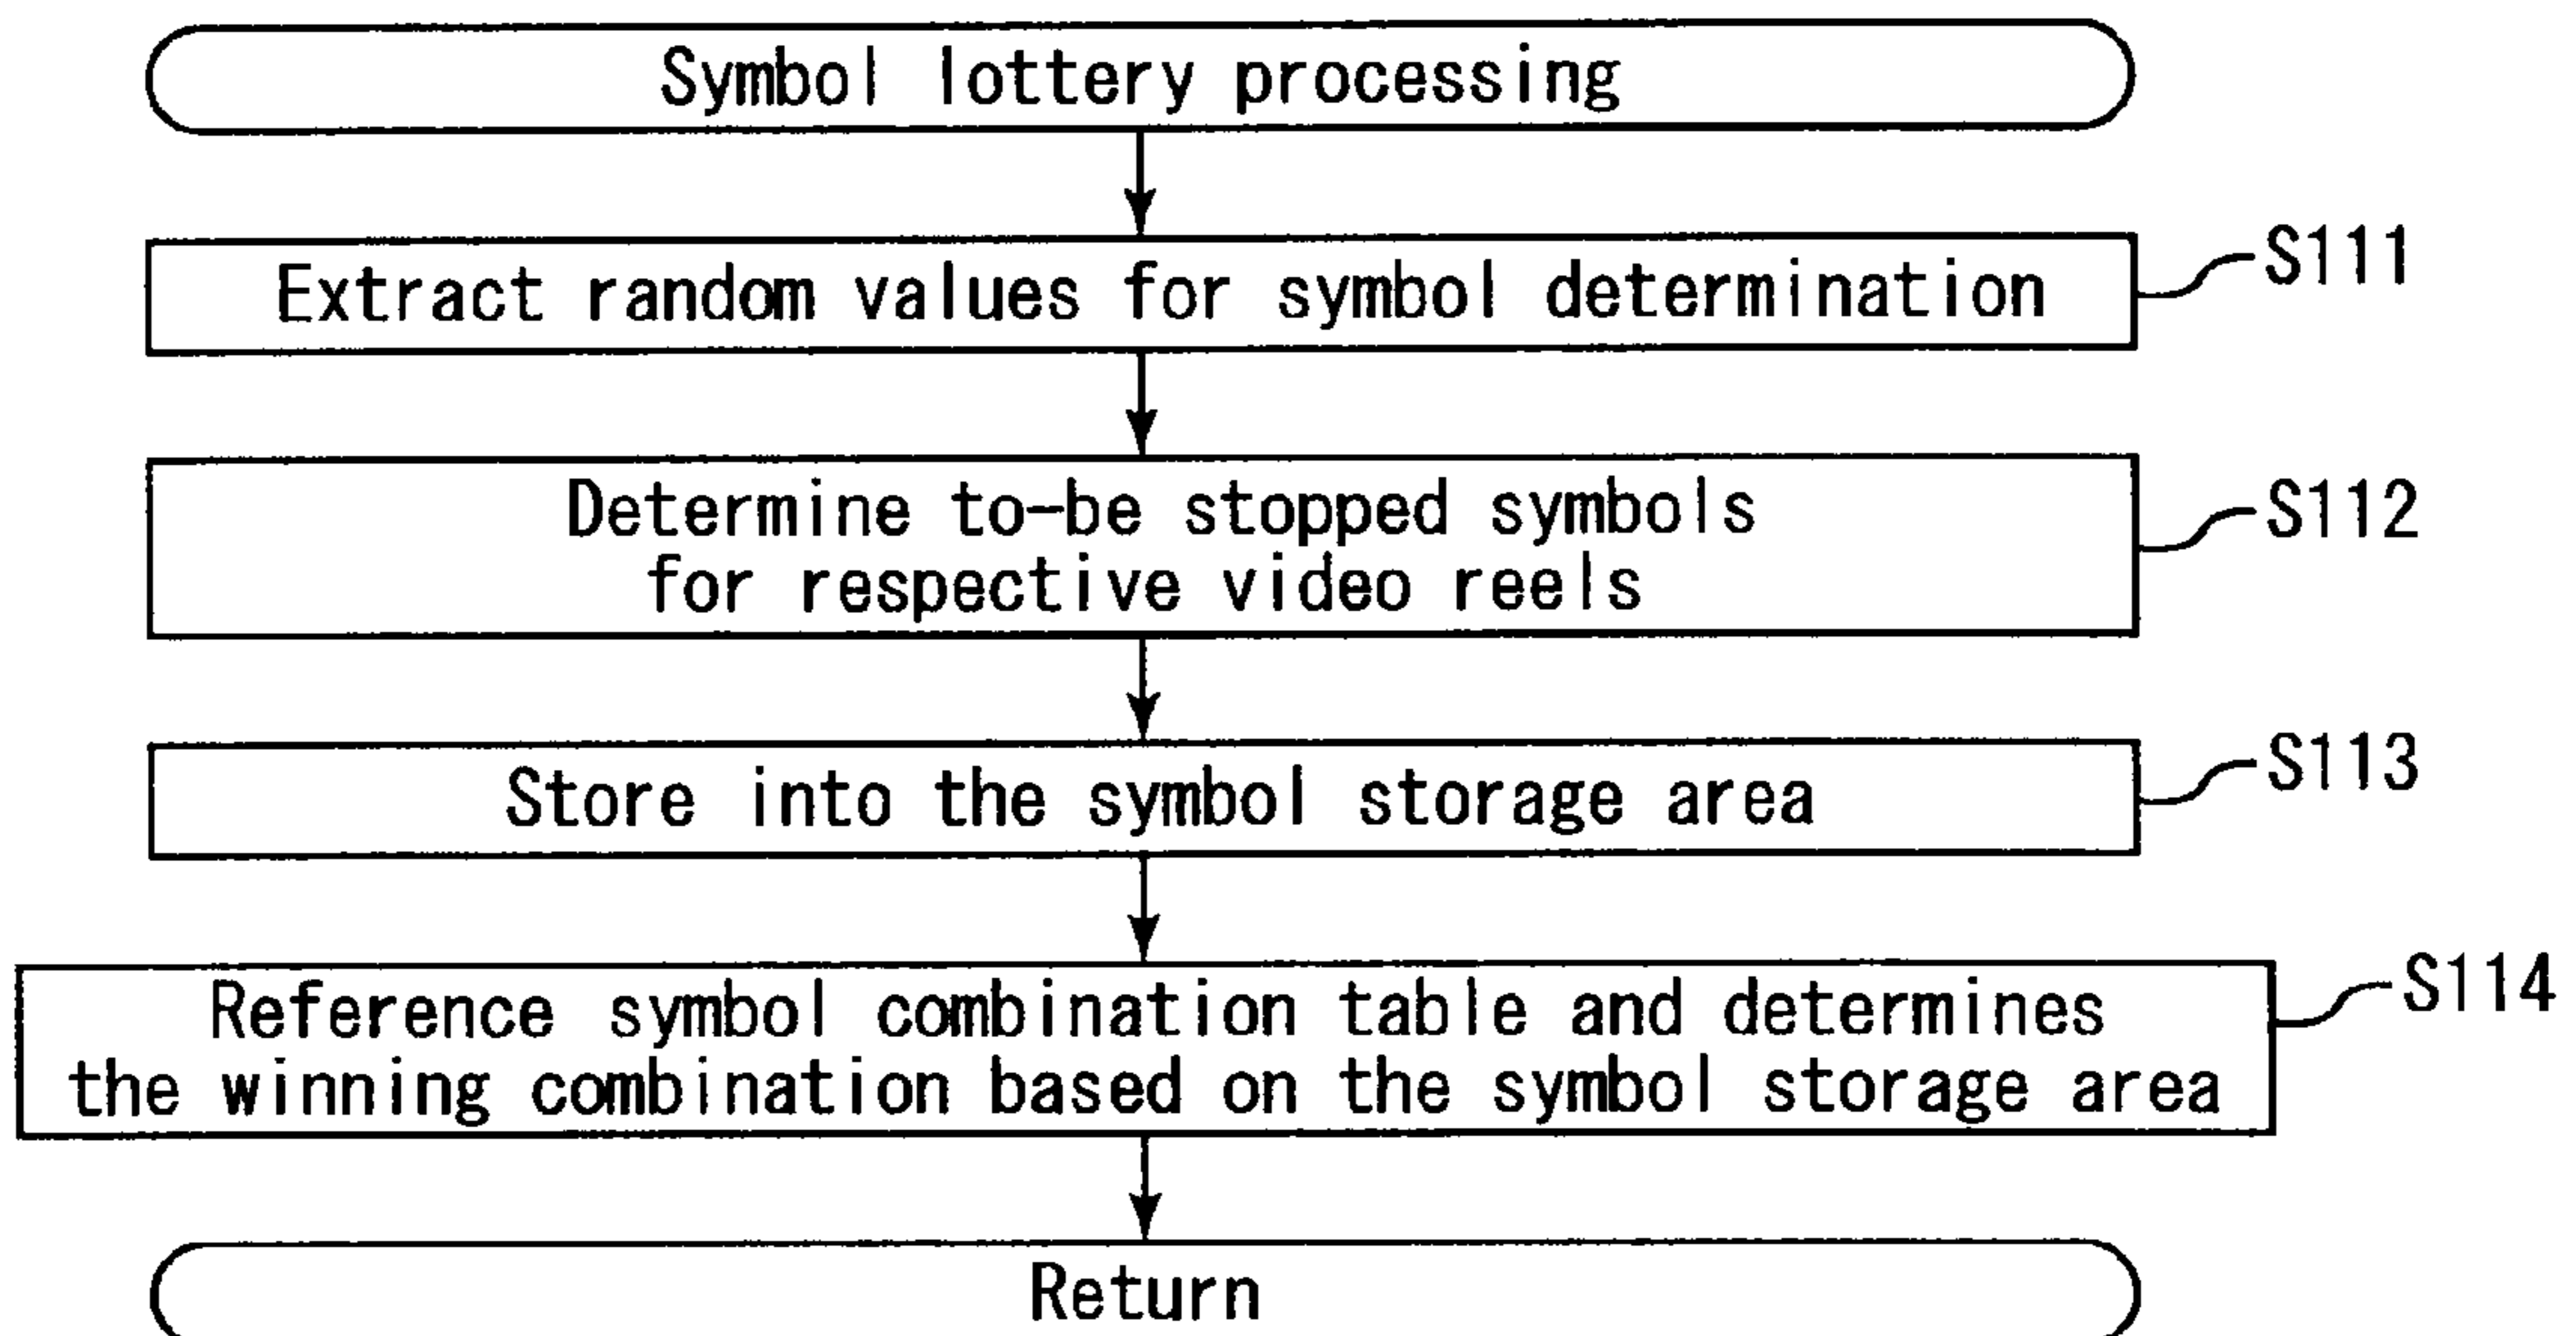 Symbol lottery processing
Extract random values for symbol determination
S111
Determine to-be stopped symbols
for respective video reels
S112
Store into the symbol storage area
S113
Reference symbol combination table and determines
the winning combination based on the symbol storage area
S114
Return